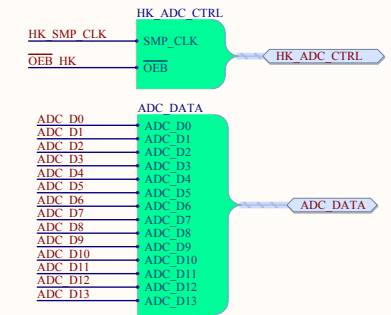 HK_ADC_CTRL
HK_SMP_CLK SMP_CLK
OEB_HK OEB HK_ADC_CTRL
ADC_DATA
ADC_D0 ADC_D0
ADC_D1 ADC_D1
ADC_D2 ADC_D2
ADC_D3 ADC_D3
ADC_D4 ADC_D4
ADC_D5 ADC_D5
ADC_D6 ADC_D6 ADC_DATA
ADC_D7 ADC_D7
ADC_D8 ADC_D8
ADC_D9 ADC_D9
ADC_D10 ADC_D10
ADC_D11 ADC_D11
ADC_D12 ADC_D12
ADC_D13 ADC_D13